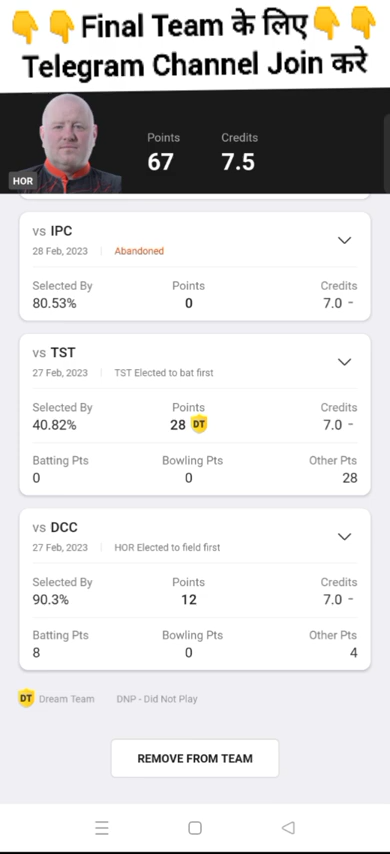 Final Team के लिए
Telegram Channel Join करे
Points Credits
67 7.5
HOR
vs IPC
28 Feb, 2023 Abandoned
Selected By Points Credits
80.53% 0 7.0 -
vs TST
27 Feb, 2023 TST Elected to bat first
Selected By Points Credits
40.82% 28 DT 7.0 -
Batting Pts Bowling Pts Other Pts
0 0 28
vs DCC
27 Feb, 2023 HOR Elected to field first
Selected By Points Credits
90.3% 12 7.0 -
Batting Pts Bowling Pts Other Pts
8 0 4
DT Dream Team DNP - Did Not Play
REMOVE FROM TEAM